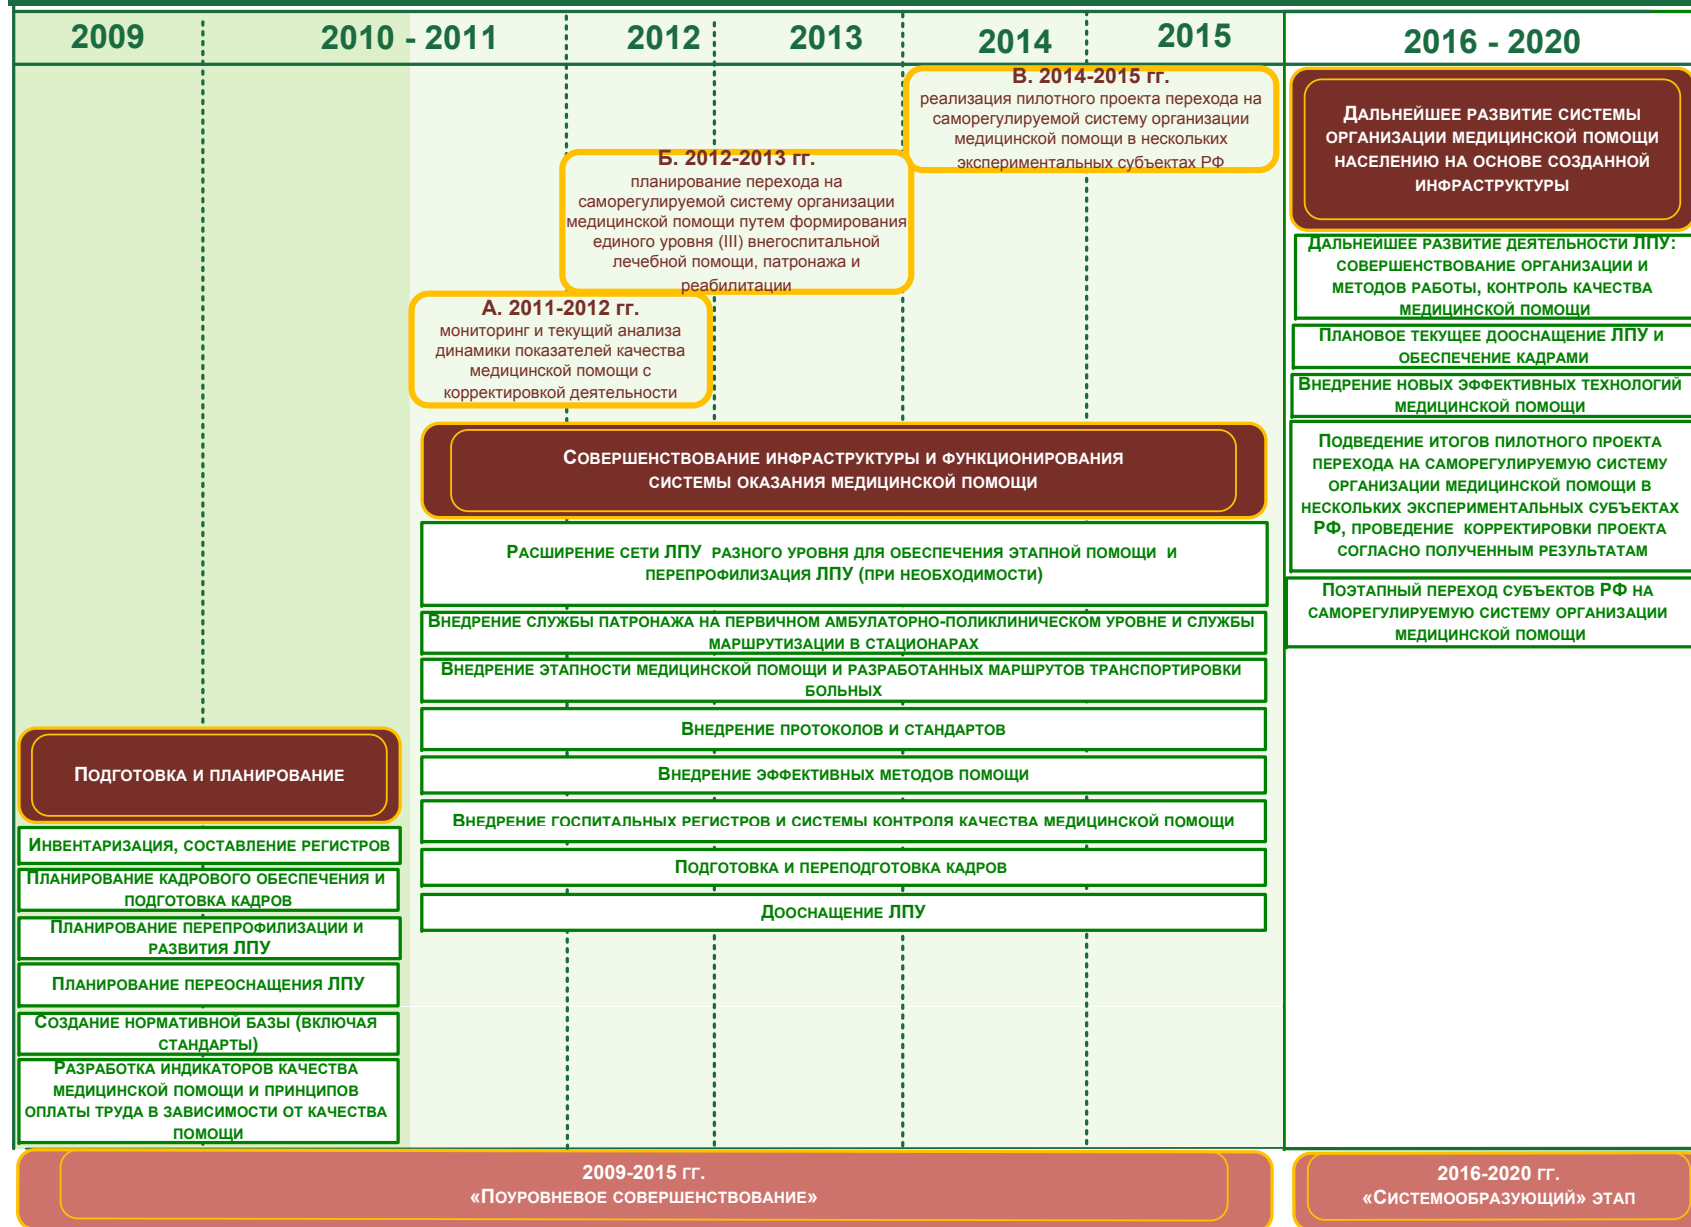 2009
2010 - 2011
2012
2013
2014
2015
2016 - 2020
В. 2014-2015 гг.
реализация пилотного проекта перехода на
саморегулируемой систему организации
медицинской помощи в нескольких
экспериментальных субъектах РФ
Б. 2012-2013 гг.
планирование перехода на
саморегулируемой систему организации
медицинской помощи путем формирования
единого уровня (III) внегоспитальной
лечебной помощи, патронажа и
реабилитации
А. 2011-2012 гг.
мониторинг и текущий анализа
динамики показателей качества
медицинской помощи с
корректировкой деятельности
Совершенствование инфраструктуры и функционирования
системы оказания медицинской помощи
Расширение сети ЛПУ разного уровня для обеспечения этапной помощи и
перепрофилизация ЛПУ (при необходимости)
Внедрение службы патронажа на первичном амбулаторно-поликлиническом уровне и службы
маршрутизации в стационарах
Внедрение этапности медицинской помощи и разработанных маршрутов транспортировки
больных
Внедрение протоколов и стандартов
Внедрение эффективных методов помощи
Внедрение госпитальных регистров и системы контроля качества медицинской помощи
Подготовка и переподготовка кадров
Дооснащение ЛПУ
Подготовка и планирование
Инвентаризация, составление регистров
Планирование кадрового обеспечения и
подготовка кадров
Планирование перепрофилизации и
развития ЛПУ
Планирование переоснащения ЛПУ
Создание нормативной базы (включая
стандарты)
Разработка индикаторов качества
медицинской помощи и принципов
оплаты труда в зависимости от качества
помощи
Дальнейшее развитие системы
организации медицинской помощи
населению на основе созданной
инфраструктуры
Дальнейшее развитие деятельности ЛПУ:
совершенствование организации и
методов работы, контроль качества
медицинской помощи
Плановое текущее дооснащение ЛПУ и
обеспечение кадрами
Внедрение новых эффективных технологий
медицинской помощи
Подведение итогов пилотного проекта
перехода на саморегулируемую систему
организации медицинской помощи в
нескольких экспериментальных субъектах
РФ, проведение корректировки проекта
согласно полученным результатам
Поэтапный переход субъектов РФ на
саморегулируемую систему организации
медицинской помощи
2009-2015 гг.
«Поуровневое совершенствование»
2016-2020 гг.
«Системообразующий» этап